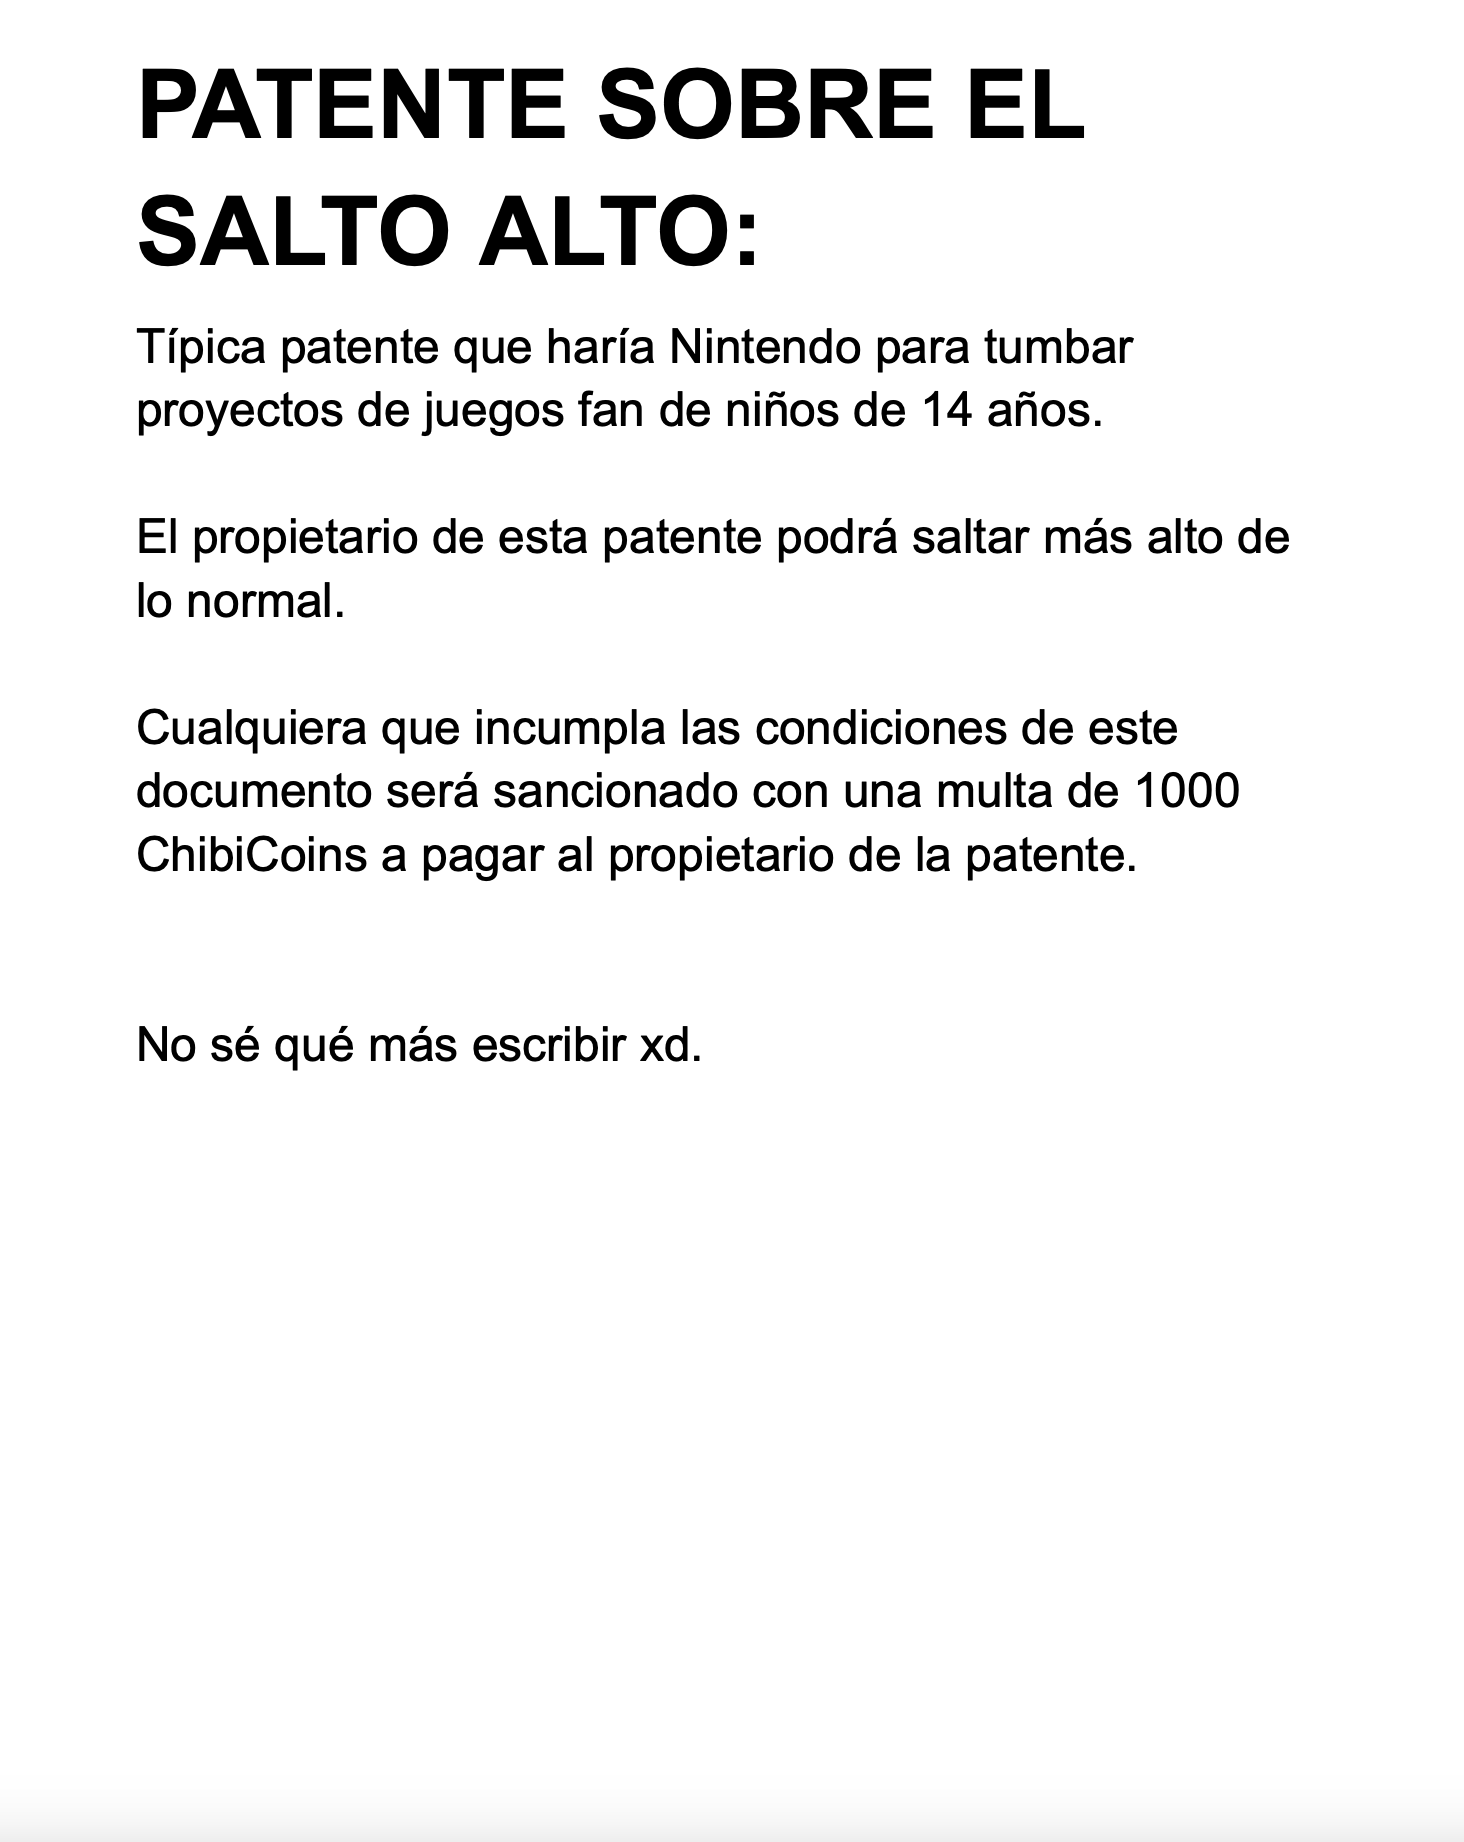 PATENTE SOBRE EL
SALTO ALTO:
Típica patente que haría Nintendo para tumbar
proyectos de juegos fan de niños de 14 años.
El propietario de esta patente podrá saltar más alto de
lo normal.
Cualquiera que incumpla las condiciones de este
documento será sancionado con una multa de 1000
ChibiCoins a pagar al propietario de la patente.
No sé qué más escribir xd.